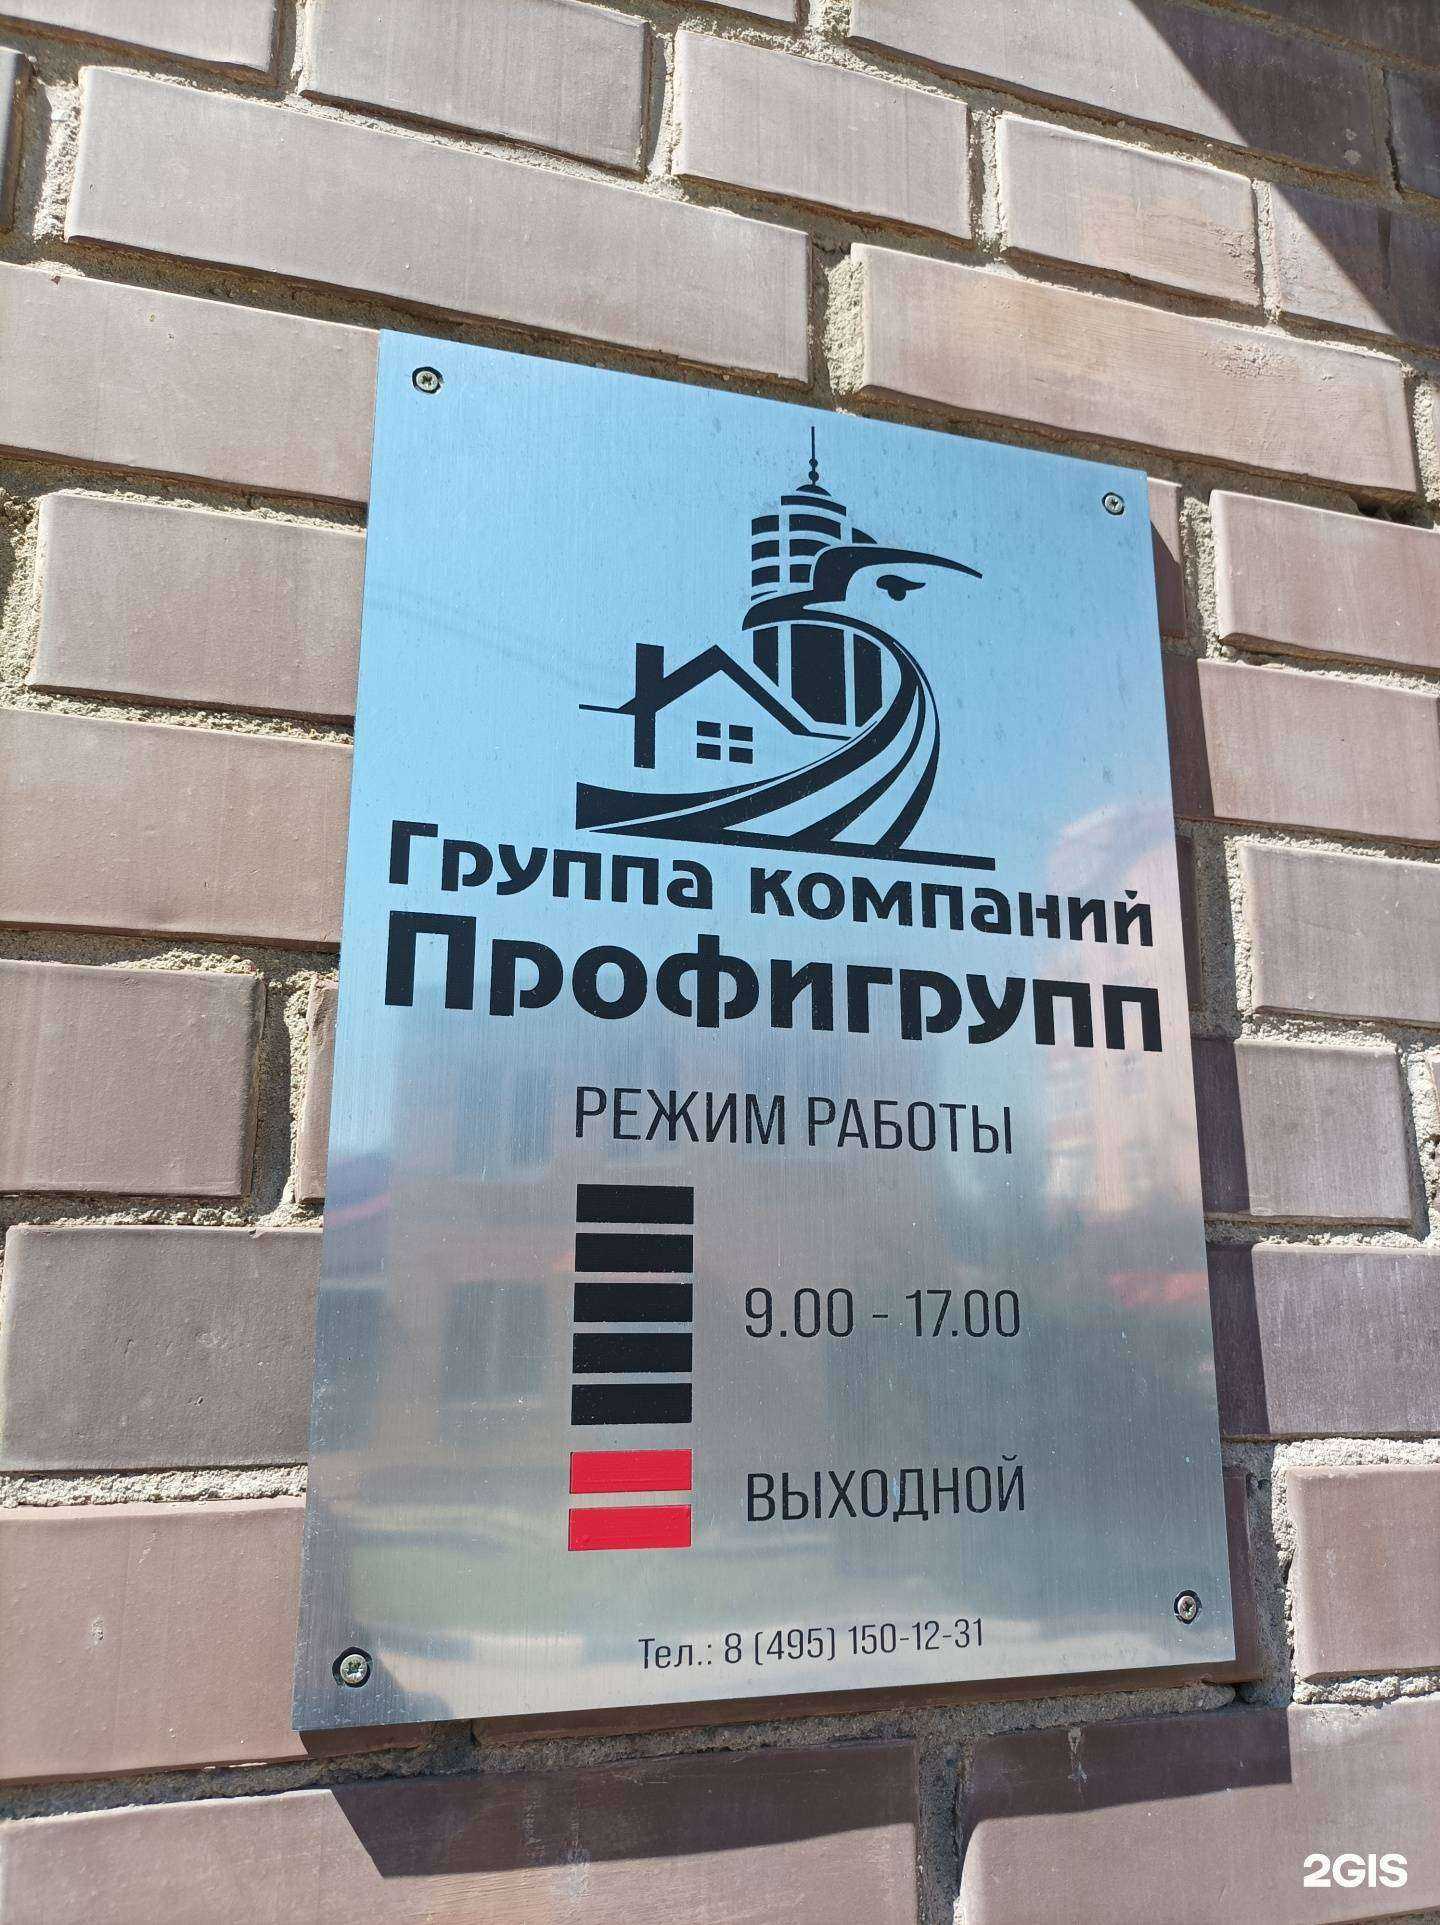 Группа компаний
Профигрупп
РЕЖИМ РАБОТЫ
9.00 - 17.00
ВЫХОДНОЙ
Тел.: 8 (495) 150-12-31
2GIS